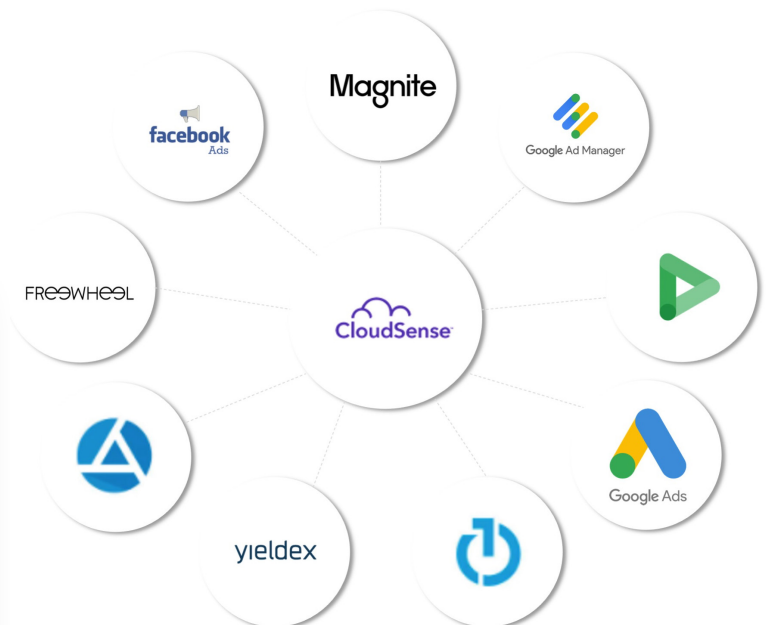 Magnite
facebook
Ads
Google Ad Manager
FREEWHEEL
CloudSense
Google Ads
yieldex